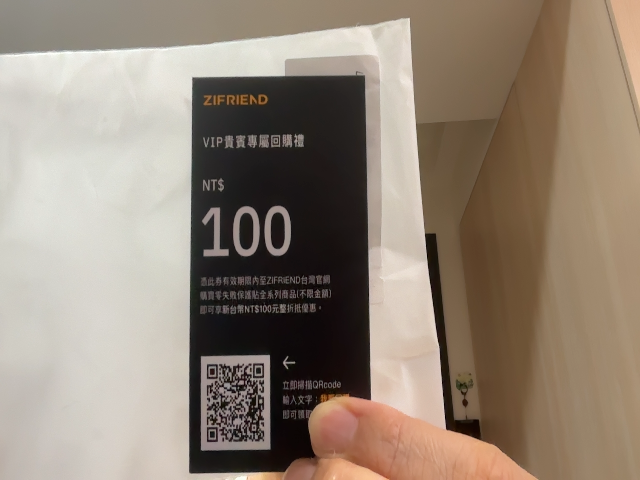 ZIFRIEND
VIP貴賓專屬回購禮
NT$
100
憑此券有效期限內至ZIFRIEND台灣官網
購買零失敗保護貼全系列商品(不限金額)
即可享新台幣NT$100元整折抵優惠。
←
立即掃描QRcode
輸入文字：
即可領取